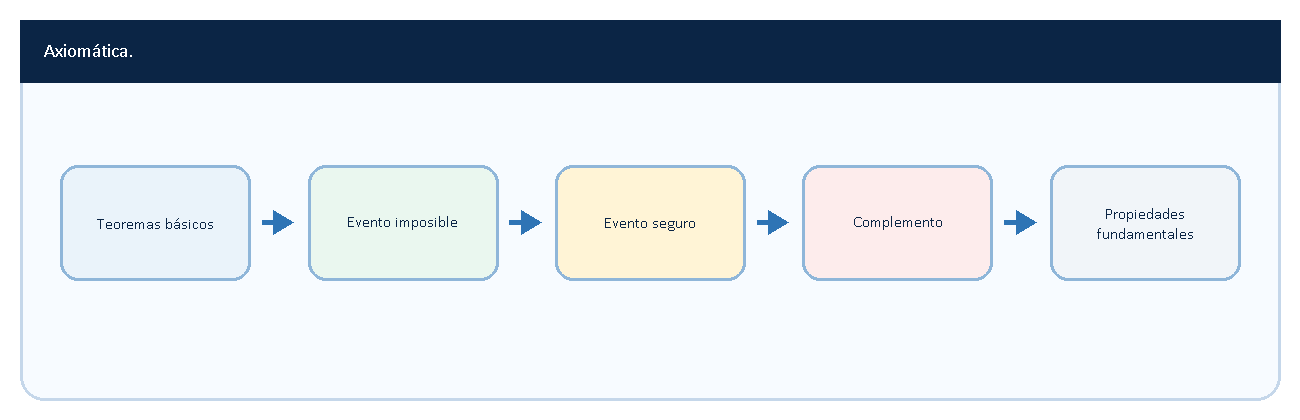 Axiomática.
Teoremas básicos
Evento imposible
Evento seguro
Complemento
Propiedades
fundamentales